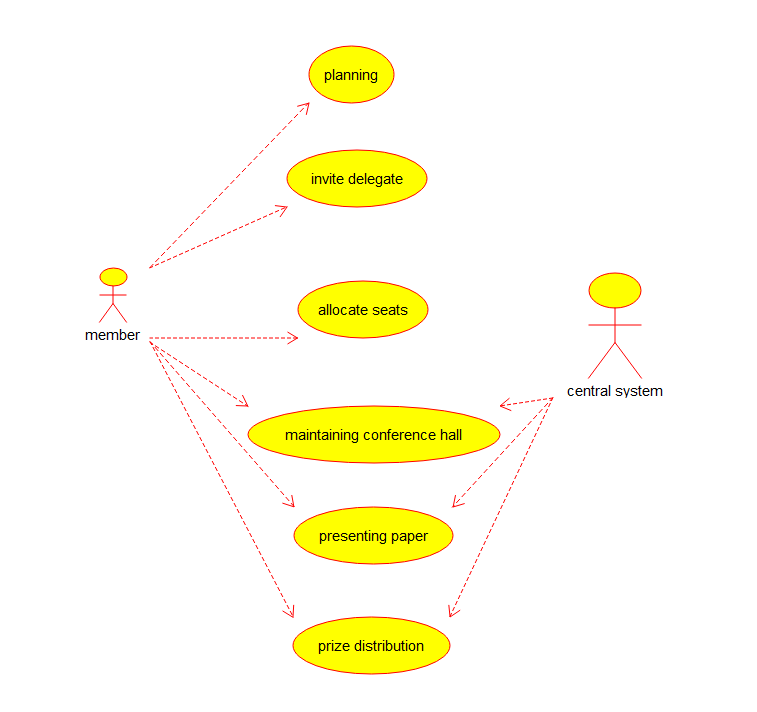 planning
invite delegate
allocate seats
member
central system
maintaining conference hall
presenting paper
prize distribution